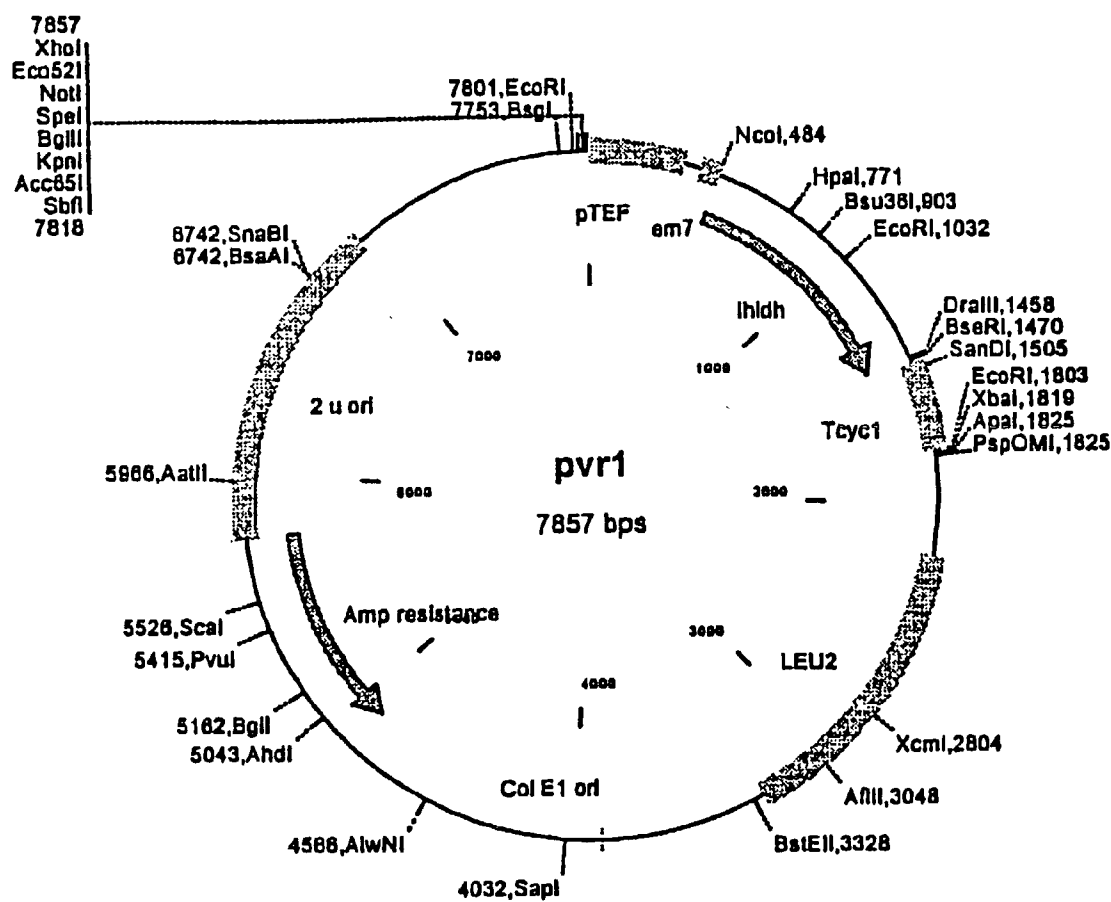 7857
XhoI
Eco52I
NotI
SpeI
BglII
KpnI
Acc65I
SbfI
7818
7801,EcoRI
7753,BsgI
NcoI,484
HpaI,771
Bsu36I,903
EcoRI,1032
DraIII,1458
BseRI,1470
SanDI,1505
EcoRI,1803
XbaI,1819
ApaI,1825
PspOMI,1825
pTEF
em7
lhldh
Tcyc1
6742,SnaBI
6742,BsaAI
7000
1000
2 u ori
5966,AatII
6000
pvr1
7857 bps
2000
Amp resistance
3000
LEU2
4000
5526,ScaI
5415,PvuI
5162,BglI
5043,AhdI
XcmI,2804
AflII,3048
Col E1 ori
4586,AlwNI
BstEII,3328
4032,SapI